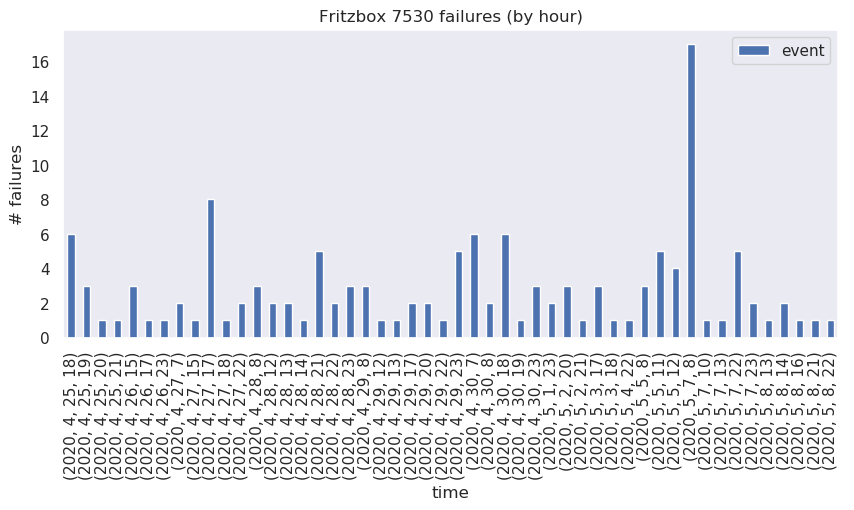 Fritzbox 7530 failures (by hour)
event
# failures
16
14
12
10
8
6
4
2
0
(2020, 4, 25, 18)
(2020, 4, 25, 19)
(2020, 4, 25, 20)
(2020, 4, 25, 21)
(2020, 4, 26, 15)
(2020, 4, 26, 17)
(2020, 4, 26, 23)
(2020, 4, 27, 7)
(2020, 4, 27, 15)
(2020, 4, 27, 17)
(2020, 4, 27, 18)
(2020, 4, 27, 22)
(2020, 4, 28, 8)
(2020, 4, 28, 12)
(2020, 4, 28, 13)
(2020, 4, 28, 14)
(2020, 4, 28, 21)
(2020, 4, 28, 22)
(2020, 4, 28, 23)
(2020, 4, 29, 8)
(2020, 4, 29, 12)
(2020, 4, 29, 13)
(2020, 4, 29, 17)
(2020, 4, 29, 20)
(2020, 4, 29, 22)
(2020, 4, 29, 23)
(2020, 4, 30, 7)
(2020, 4, 30, 8)
(2020, 4, 30, 18)
(2020, 4, 30, 19)
(2020, 4, 30, 23)
(2020, 5, 1, 23)
(2020, 5, 2, 20)
(2020, 5, 2, 21)
(2020, 5, 3, 17)
(2020, 5, 3, 18)
(2020, 5, 4, 22)
(2020, 5, 5, 8)
(2020, 5, 5, 11)
(2020, 5, 5, 12)
(2020, 5, 7, 8)
(2020, 5, 7, 10)
(2020, 5, 7, 13)
(2020, 5, 7, 22)
(2020, 5, 7, 23)
(2020, 5, 8, 13)
(2020, 5, 8, 14)
(2020, 5, 8, 16)
(2020, 5, 8, 21)
(2020, 5, 8, 22)
time